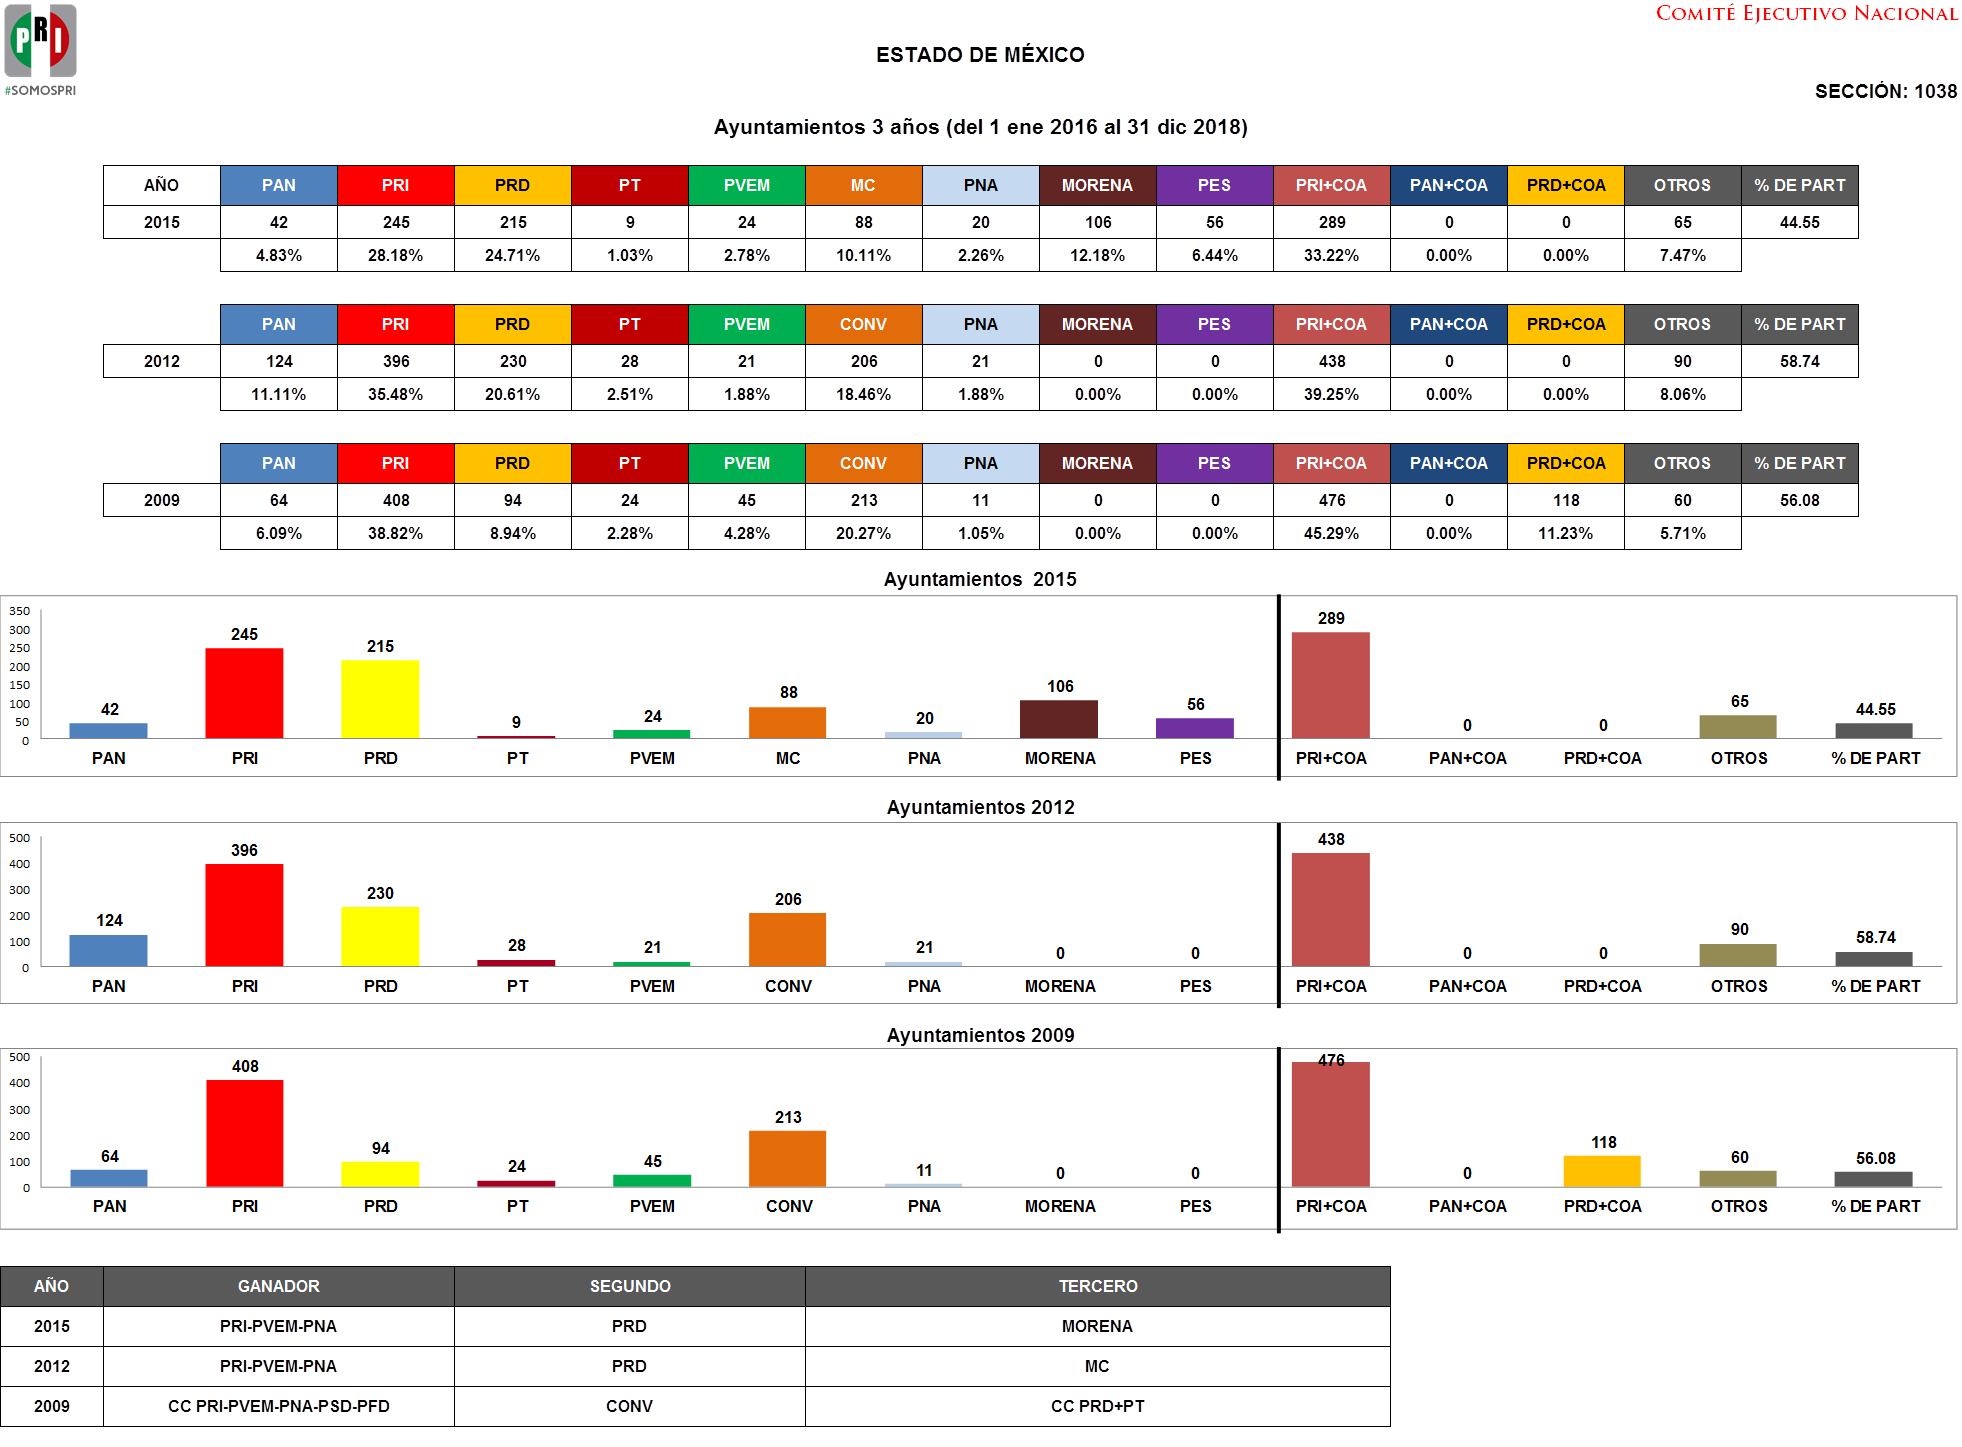 PRI
#SOMOSPRI
COMITÉ EJECUTIVO NACIONAL
ESTADO DE MÉXICO
SECCIÓN: 1038
Ayuntamientos 3 años (del 1 ene 2016 al 31 dic 2018)
AÑO PAN PRI PRD PT PVEM MC PNA MORENA PES PRI+COA PAN+COA PRD+COA OTROS % DE PART
2015 42 245 215 9 24 88 20 106 56 289 0 0 65 44.55
4.83% 28.18% 24.71% 1.03% 2.78% 10.11% 2.26% 12.18% 6.44% 33.22% 0.00% 0.00% 7.47%
PAN PRI PRD PT PVEM CONV PNA MORENA PES PRI+COA PAN+COA PRD+COA OTROS % DE PART
2012 124 396 230 28 21 206 21 0 0 438 0 0 90 58.74
11.11% 35.48% 20.61% 2.51% 1.88% 18.46% 1.88% 0.00% 0.00% 39.25% 0.00% 0.00% 8.06%
PAN PRI PRD PT PVEM CONV PNA MORENA PES PRI+COA PAN+COA PRD+COA OTROS % DE PART
2009 64 408 94 24 45 213 11 0 0 476 0 118 60 56.08
6.09% 38.82% 8.94% 2.28% 4.28% 20.27% 1.05% 0.00% 0.00% 45.29% 0.00% 11.23% 5.71%
Ayuntamientos 2015
350
300
250
200
150
100
50
0
42 245 215 9 24 88 20 106 56 289 0 0 65 44.55
PAN PRI PRD PT PVEM MC PNA MORENA PES PRI+COA PAN+COA PRD+COA OTROS % DE PART
Ayuntamientos 2012
500
400
300
200
100
0
124 396 230 28 21 206 21 0 0 438 0 0 90 58.74
PAN PRI PRD PT PVEM CONV PNA MORENA PES PRI+COA PAN+COA PRD+COA OTROS % DE PART
Ayuntamientos 2009
500
400
300
200
100
0
64 408 94 24 45 213 11 0 0 476 0 118 60 56.08
PAN PRI PRD PT PVEM CONV PNA MORENA PES PRI+COA PAN+COA PRD+COA OTROS % DE PART
AÑO GANADOR SEGUNDO TERCERO
2015 PRI-PVEM-PNA PRD MORENA
2012 PRI-PVEM-PNA PRD MC
2009 CC PRI-PVEM-PNA-PSD-PFD CONV CC PRD+PT